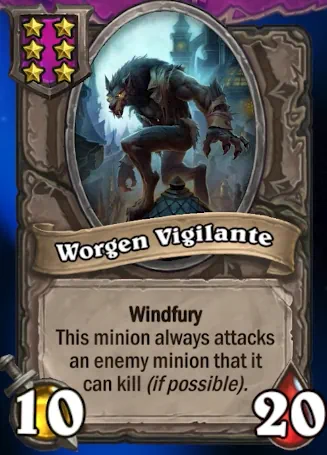 Worgen Vigilante
Windfury
This minion always attacks
an enemy minion that it
can kill (if possible).
10
20